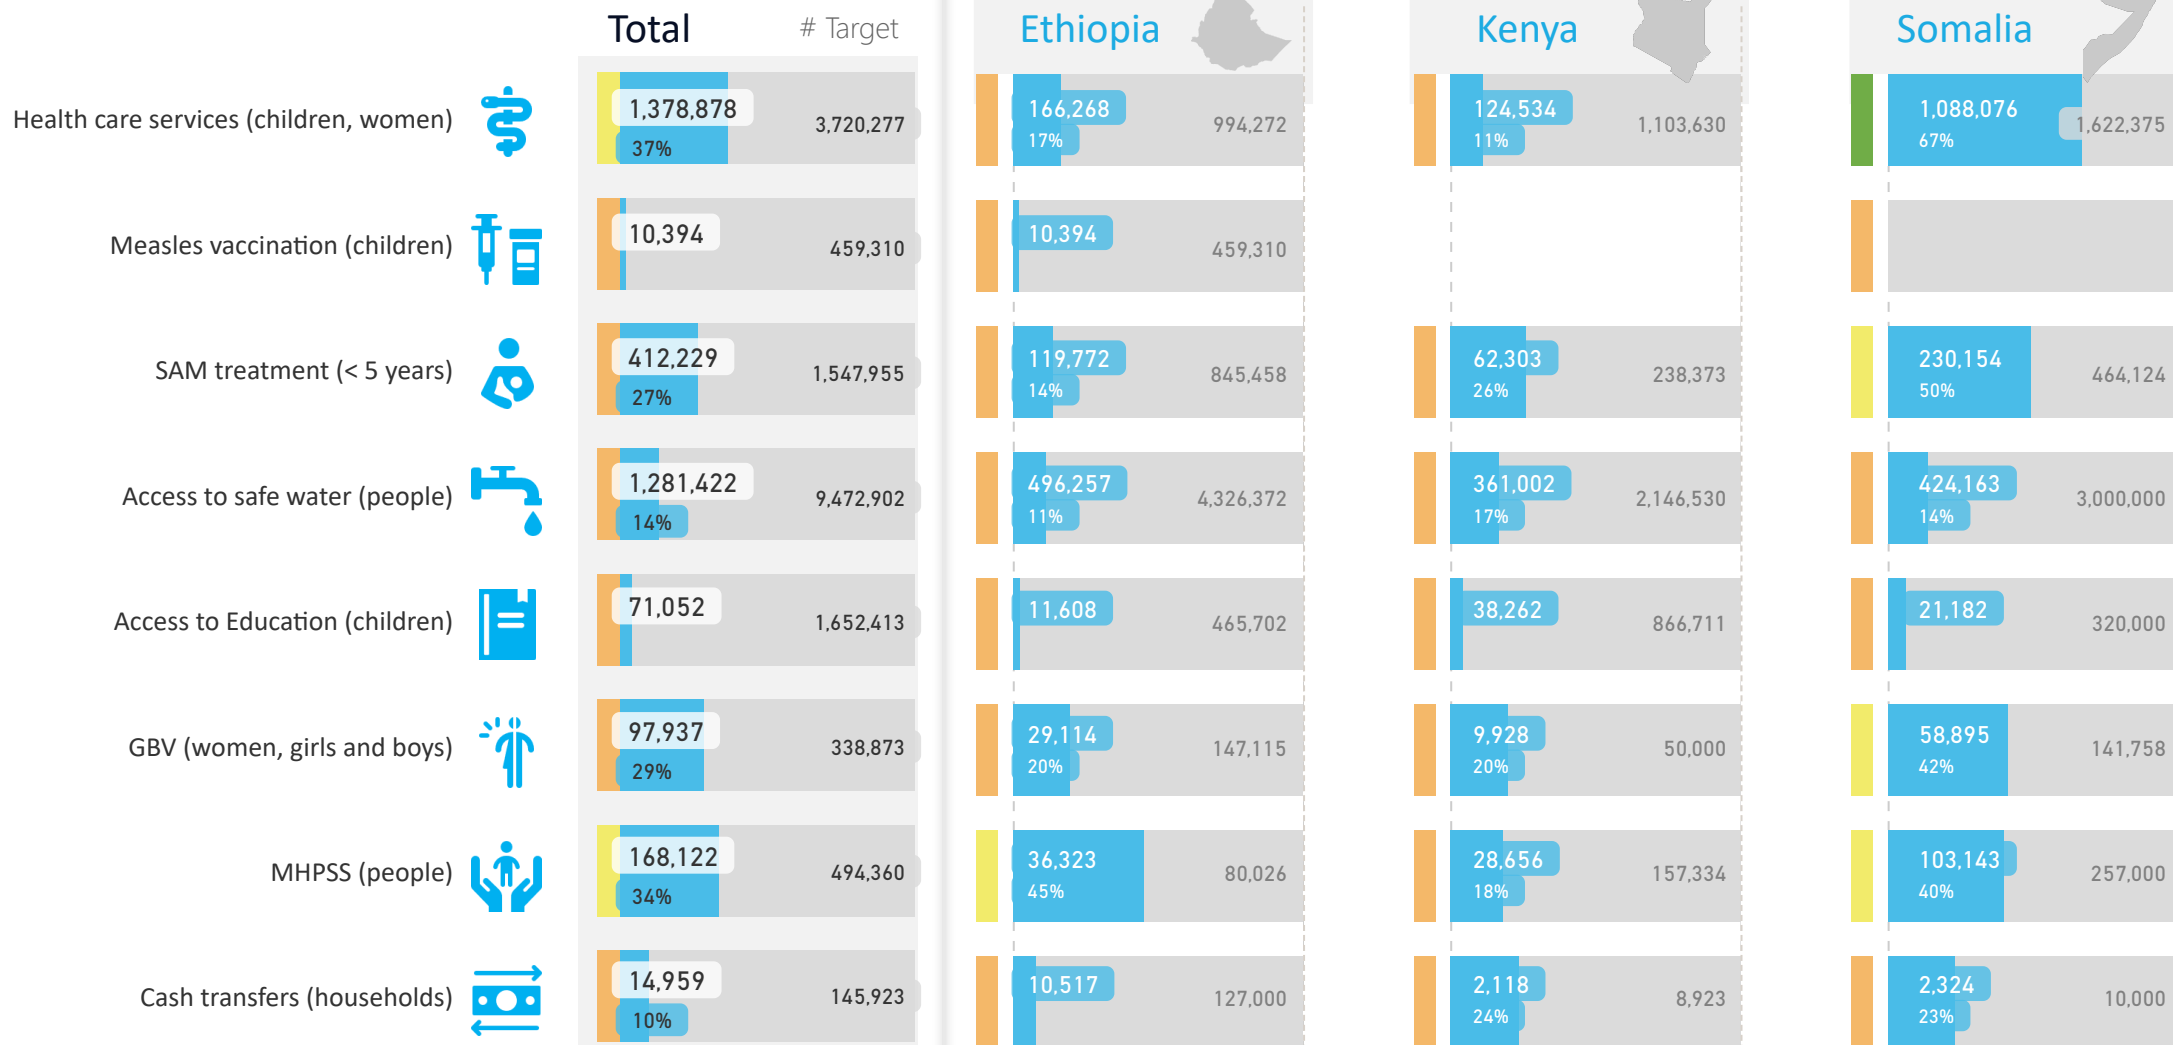 Total # Target Ethiopia Kenya Somalia
Health care services (children, women) 1,378,878 37% 3,720,277 166,268 17% 994,272 124,534 11% 1,103,630 1,088,076 67% 1,622,375
Measles vaccination (children) 10,394 459,310 10,394 459,310
SAM treatment (< 5 years) 412,229 27% 1,547,955 119,772 14% 845,458 62,303 26% 238,373 230,154 50% 464,124
Access to safe water (people) 1,281,422 14% 9,472,902 496,257 11% 4,326,372 361,002 17% 2,146,530 424,163 14% 3,000,000
Access to Education (children) 71,052 1,652,413 11,608 465,702 38,262 866,711 21,182 320,000
GBV (women, girls and boys) 97,937 29% 338,873 29,114 20% 147,115 9,928 20% 50,000 58,895 42% 141,758
MHPSS (people) 168,122 34% 494,360 36,323 45% 80,026 28,656 18% 157,334 103,143 40% 257,000
Cash transfers (households) 14,959 10% 145,923 10,517 127,000 2,118 24% 8,923 2,324 23% 10,000